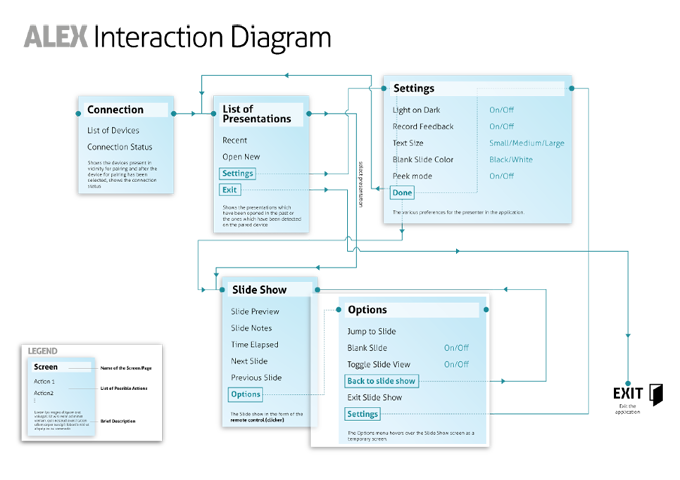 ALEX Interaction Diagram
Connection
List of Devices
Connection Status
Shows the devices present in
vicinity for pairing and after the
device for pairing has been
selected, shows the connection
status
List of
Presentations
Recent
Open New
Settings
Exit
Shows the presentations which
have been opened in the past or
the ones which have been detected
on the paired device
select presentation
Settings
Light on Dark On/Off
Record Feedback On/Off
Text Size Small/Medium/Large
Blank Slide Color Black/White
Peek mode On/Off
Done
The various preferences for the presenter in the application.
Slide Show
Slide Preview
Slide Notes
Time Elapsed
Next Slide
Previous Slide
Options
The Slide show in the form of the
remote control (clicker)
Options
Jump to Slide
Blank Slide On/Off
Toggle Slide View On/Off
Back to slide show
Exit Slide Show
Settings
The Options menu hovers over the Slide Show screen as a
temporary screen.
EXIT
Exit the
application
LEGEND
Screen
Action 1
Action2
Name of the Screen/Page
List of Possible Actions
Brief Description